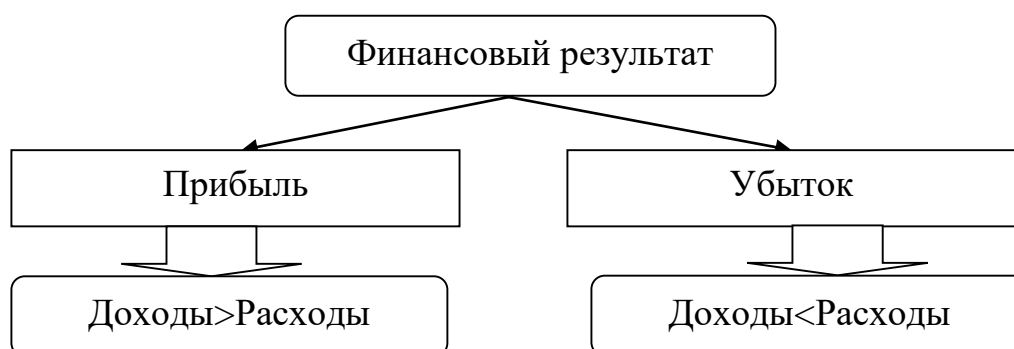 Финансовый результат
Прибыль
Убыток
Доходы>Расходы
Доходы<Расходы